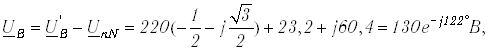 U_B = U'_B − U_nN = 220(−1/2 − j√3/2) + 23,2 + j60,4 = 130e^{−j122°}B,